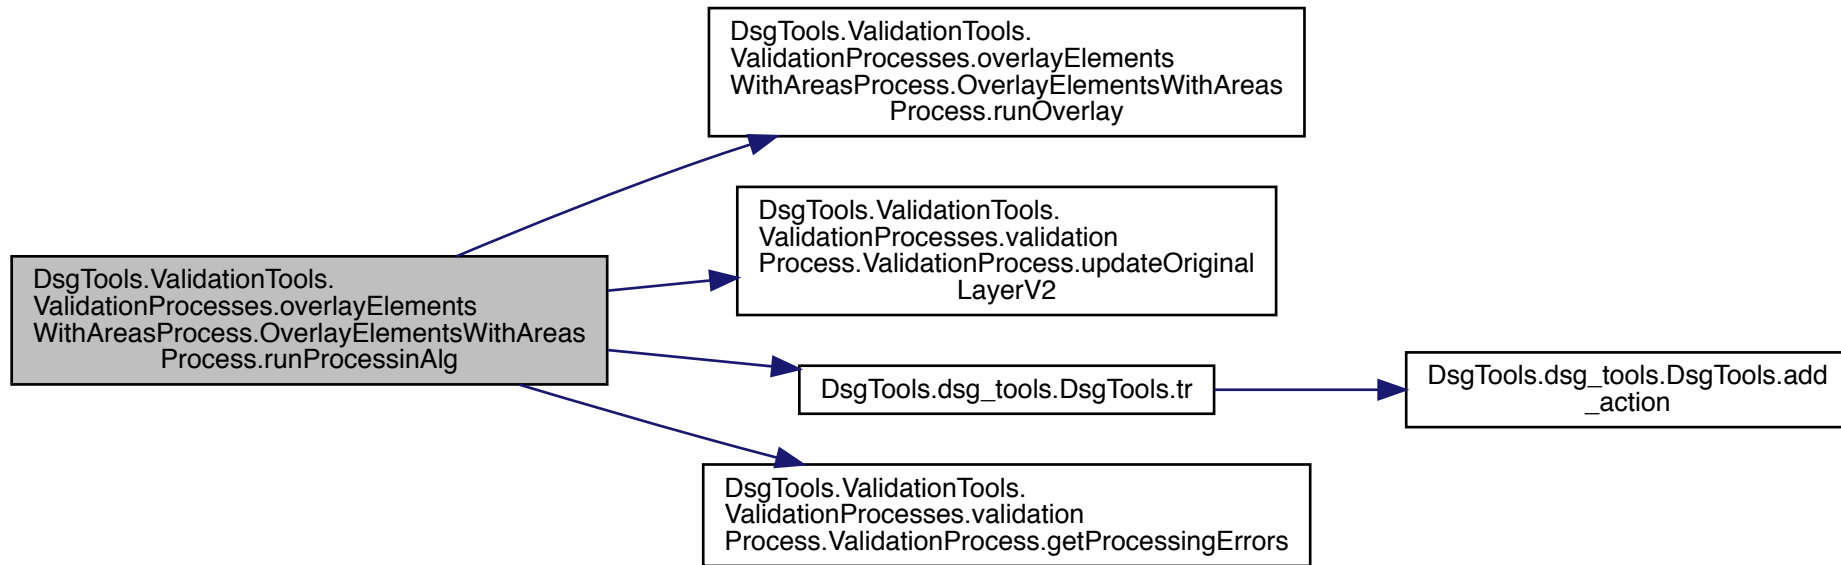 DsgTools.ValidationTools.
ValidationProcesses.overlayElements
WithAreasProcess.OverlayElementsWithAreas
Process.runProcessinAlg
DsgTools.ValidationTools.
ValidationProcesses.overlayElements
WithAreasProcess.OverlayElementsWithAreas
Process.runOverlay
DsgTools.ValidationTools.
ValidationProcesses.validation
Process.ValidationProcess.updateOriginal
LayerV2
DsgTools.dsg_tools.DsgTools.tr
DsgTools.dsg_tools.DsgTools.add
_action
DsgTools.ValidationTools.
ValidationProcesses.validation
Process.ValidationProcess.getProcessingErrors